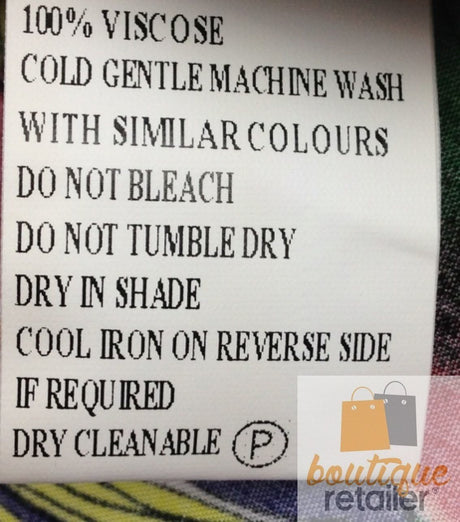 100% VISCOSE
COLD GENTLE MACHINE WASH
WITH SIMILAR COLOURS
DO NOT BLEACH
DO NOT TUMBLE DRY
DRY IN SHADE
COOL IRON ON REVERSE SIDE
IF REQUIRED
DRY CLEANABLE P
boutique
retailer